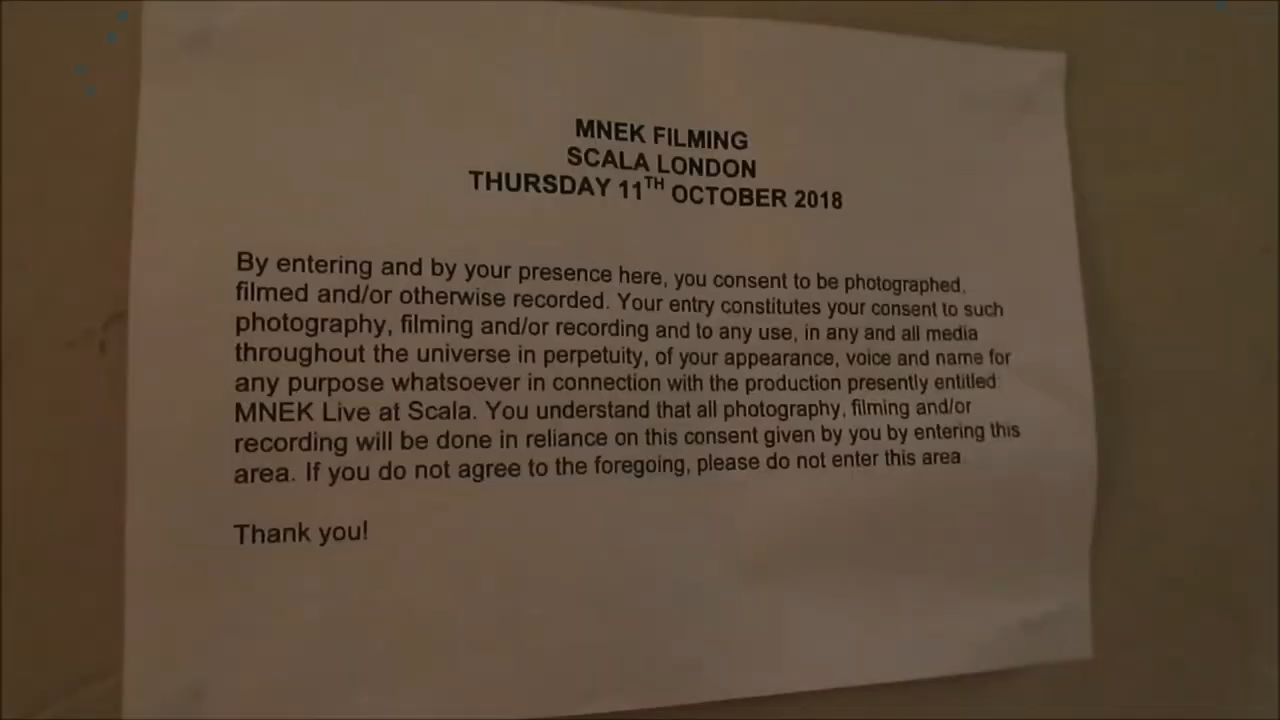 MNEK FILMING
SCALA LONDON
THURSDAY 11TH OCTOBER 2018
By entering and by your presence here, you consent to be photographed,
filmed and/or otherwise recorded. Your entry constitutes your consent to such
photography, filming and/or recording and to any use, in any and all media
throughout the universe in perpetuity, of your appearance, voice and name for
any purpose whatsoever in connection with the production presently entitled:
MNEK Live at Scala. You understand that all photography, filming and/or
recording will be done in reliance on this consent given by you by entering this
area. If you do not agree to the foregoing, please do not enter this area.
Thank you!